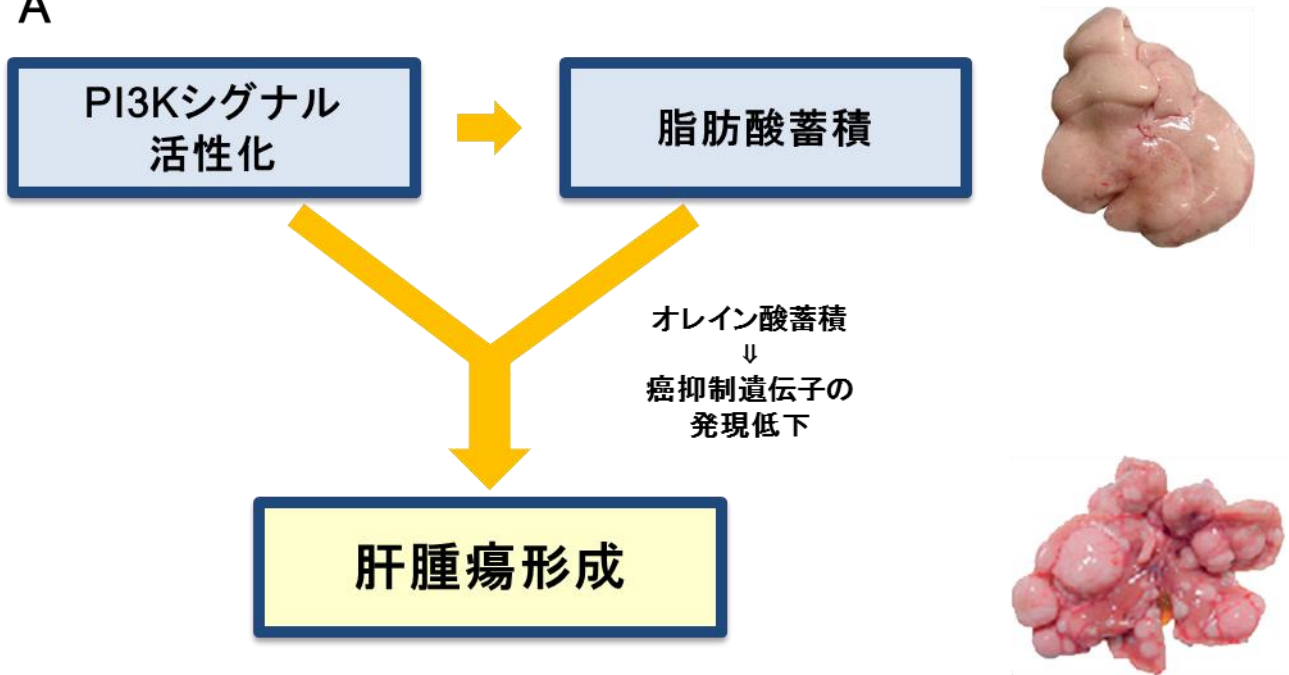 A
PI3Kシグナル
活性化
脂肪酸蓄積
オレイン酸蓄積
⇓
癌抑制遺伝子の
発現低下
肝腫瘍形成